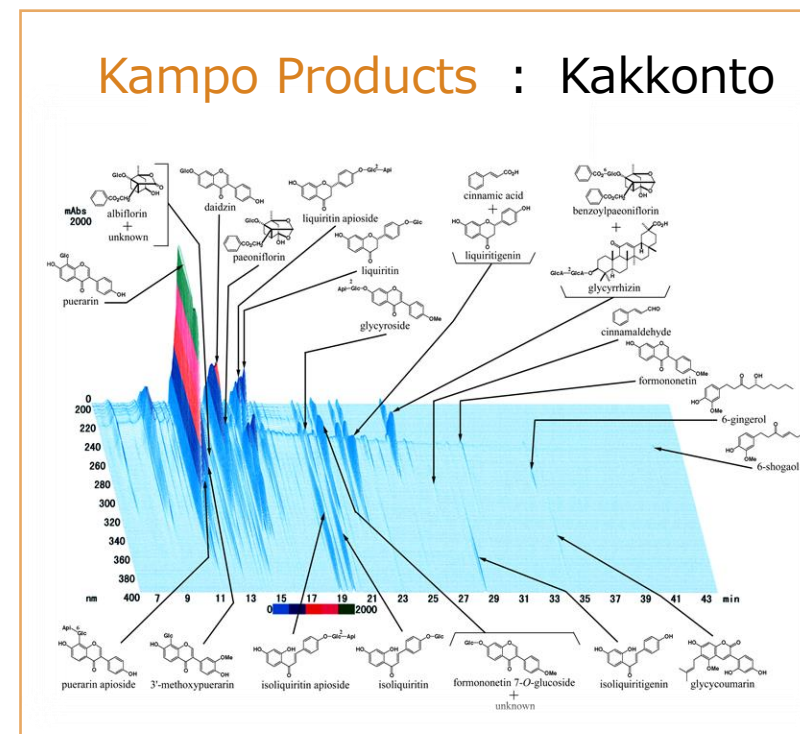 Kampo Products : Kakkonto
albiflorin
+
unknown
daidzin
liquiritin apioside
cinnamic acid
+
liquiritigenin
benzoylpaeoniflorin
+
glycyrrhizin
mAbs
2000
puerarin
paeoniflorin
liquiritin
glycyroside
cinnamaldehyde
formononetin
6-gingerol
6-shogaol
0
200
220
240
260
280
300
320
340
360
380
nm 400 7 9 11 13 15 17 19 21 23 25 27 29 31 33 35 37 39 41 43 min
0 2000
puerarin apioside
3'-methoxypuerarin
isoliquiritin apioside
isoliquiritin
formononetin 7-O-glucoside
+
unknown
isoliquiritigenin
glycycoumarin